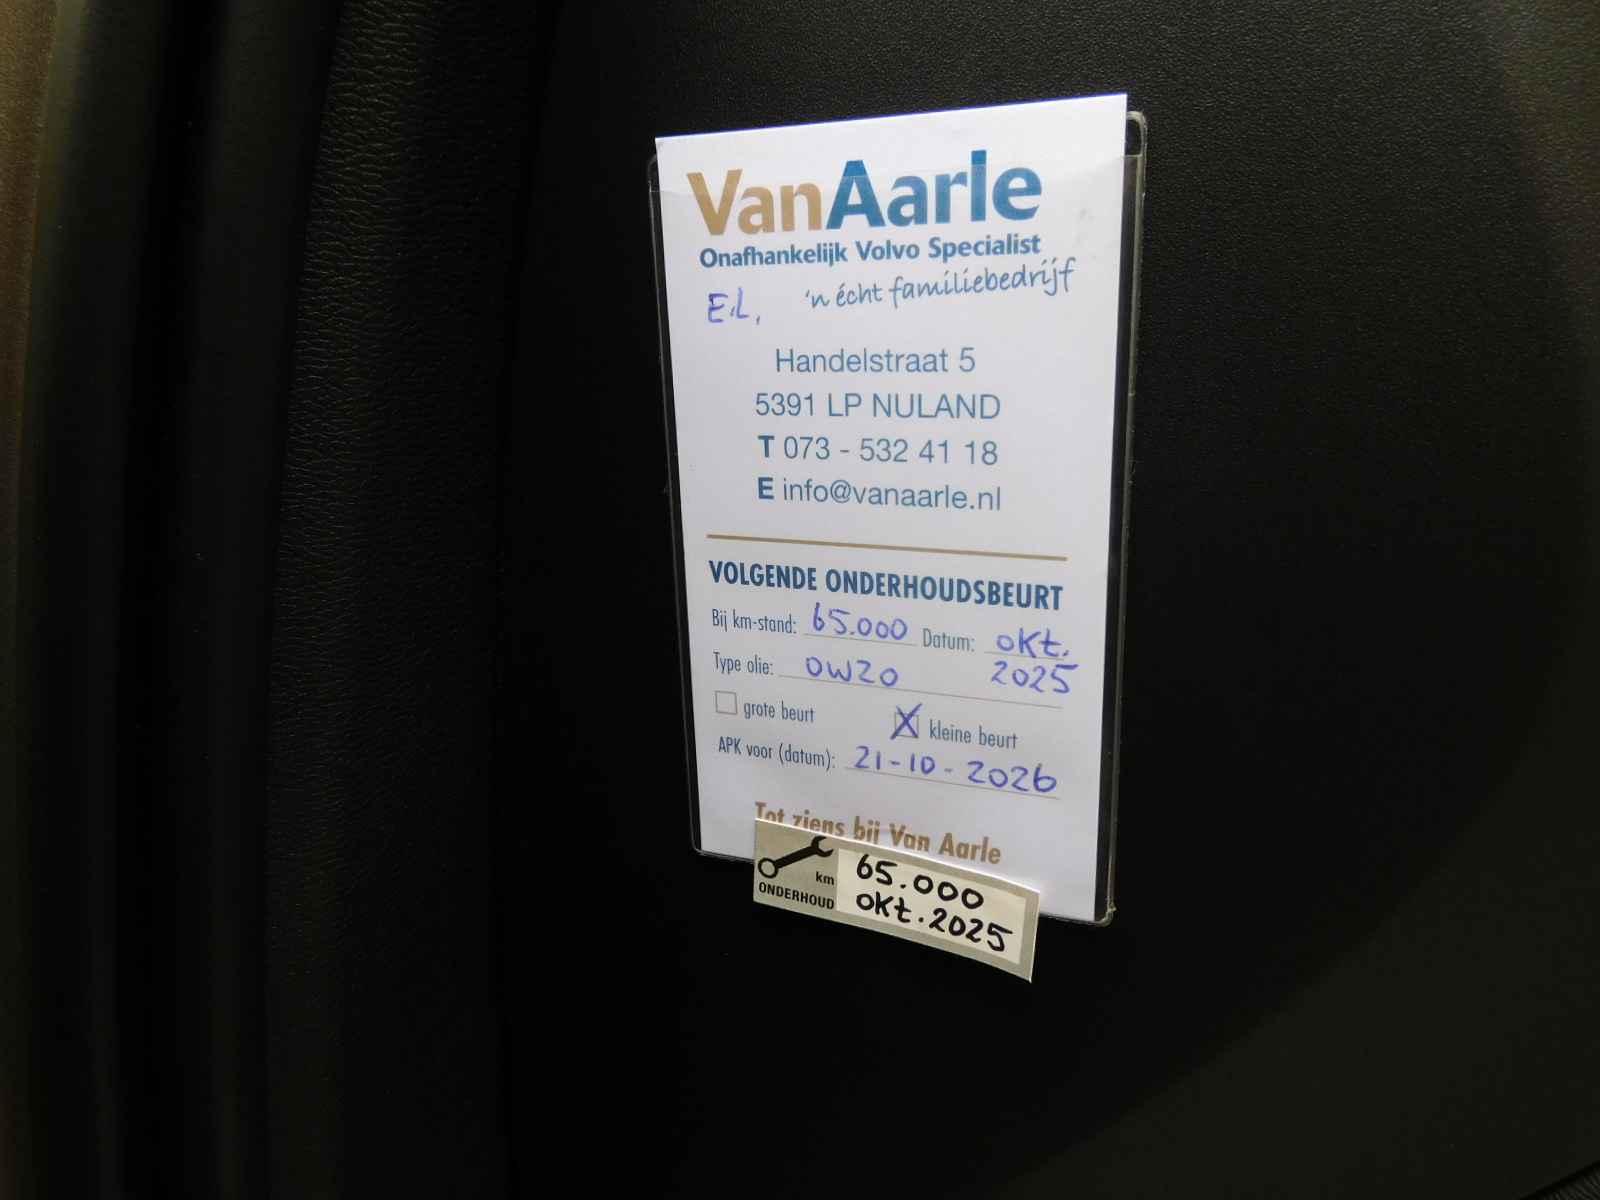 VanAarle
Onafhankelijk Volvo Specialist
'n écht familiebedrijf
E.L.
Handelstraat 5
5391 LP NULAND
T 073 - 532 41 18
E info@vanaarle.nl
VOLGENDE ONDERHOUDSBEURT
Bij km-stand: 65.000 Datum: okt.
Type olie: 0W20 2025
grote beurt X kleine beurt
APK voor (datum): 21-10-2026
Tot ziens bij Van Aarle
km 65.000
ONDERHOUD okt.2025